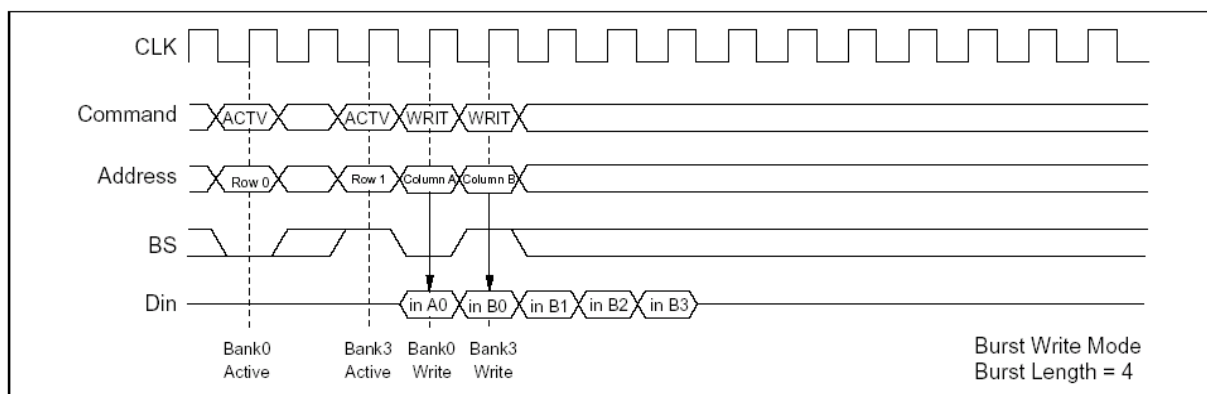 CLK
Command ACTV ACTV WRIT WRIT
Address Row 0 Row 1 Column A Column B
BS
Din in A0 in B0 in B1 in B2 in B3
Bank0 Bank3 Bank0 Bank3
Active Active Write Write
Burst Write Mode
Burst Length = 4